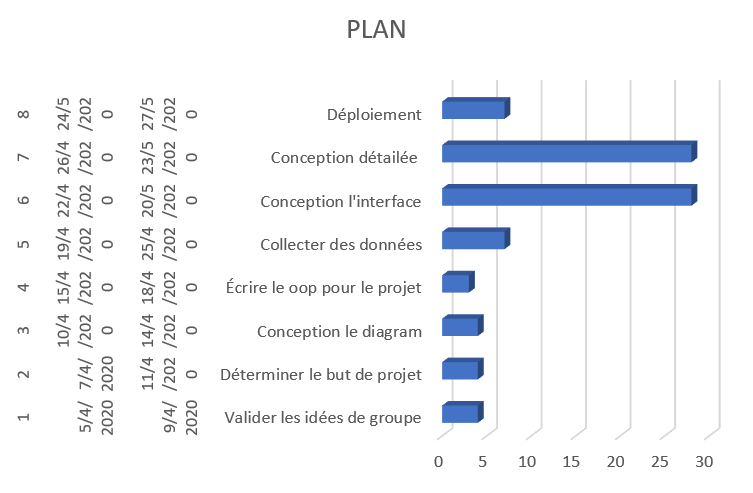 PLAN
8 24/5/2020 27/5/2020 Déploiement
7 26/4/2020 23/5/2020 Conception détailée
6 22/4/2020 20/5/2020 Conception l'interface
5 19/4/2020 25/4/2020 Collecter des données
4 15/4/2020 18/4/2020 Écrire le oop pour le projet
3 10/4/2020 14/4/2020 Conception le diagram
2 7/4/2020 11/4/2020 Déterminer le but de projet
1 5/4/2020 9/4/2020 Valider les idées de groupe
0 5 10 15 20 25 30